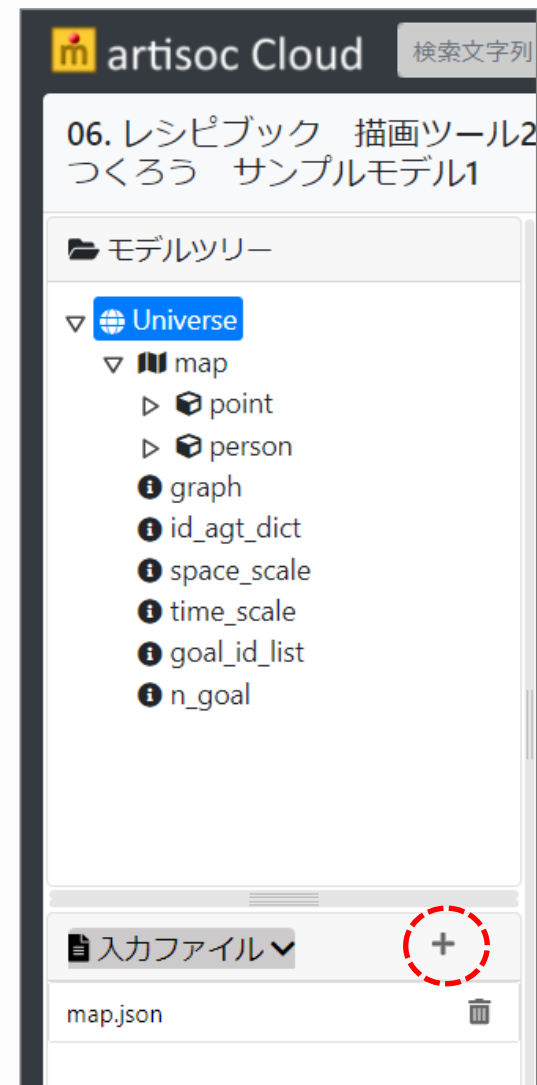 artisoc Cloud
検索文字列
06. レシピブック　描画ツール2
つくろう　サンプルモデル1
モデルツリー
Universe
map
point
person
graph
id_agt_dict
space_scale
time_scale
goal_id_list
n_goal
入力ファイル
map.json